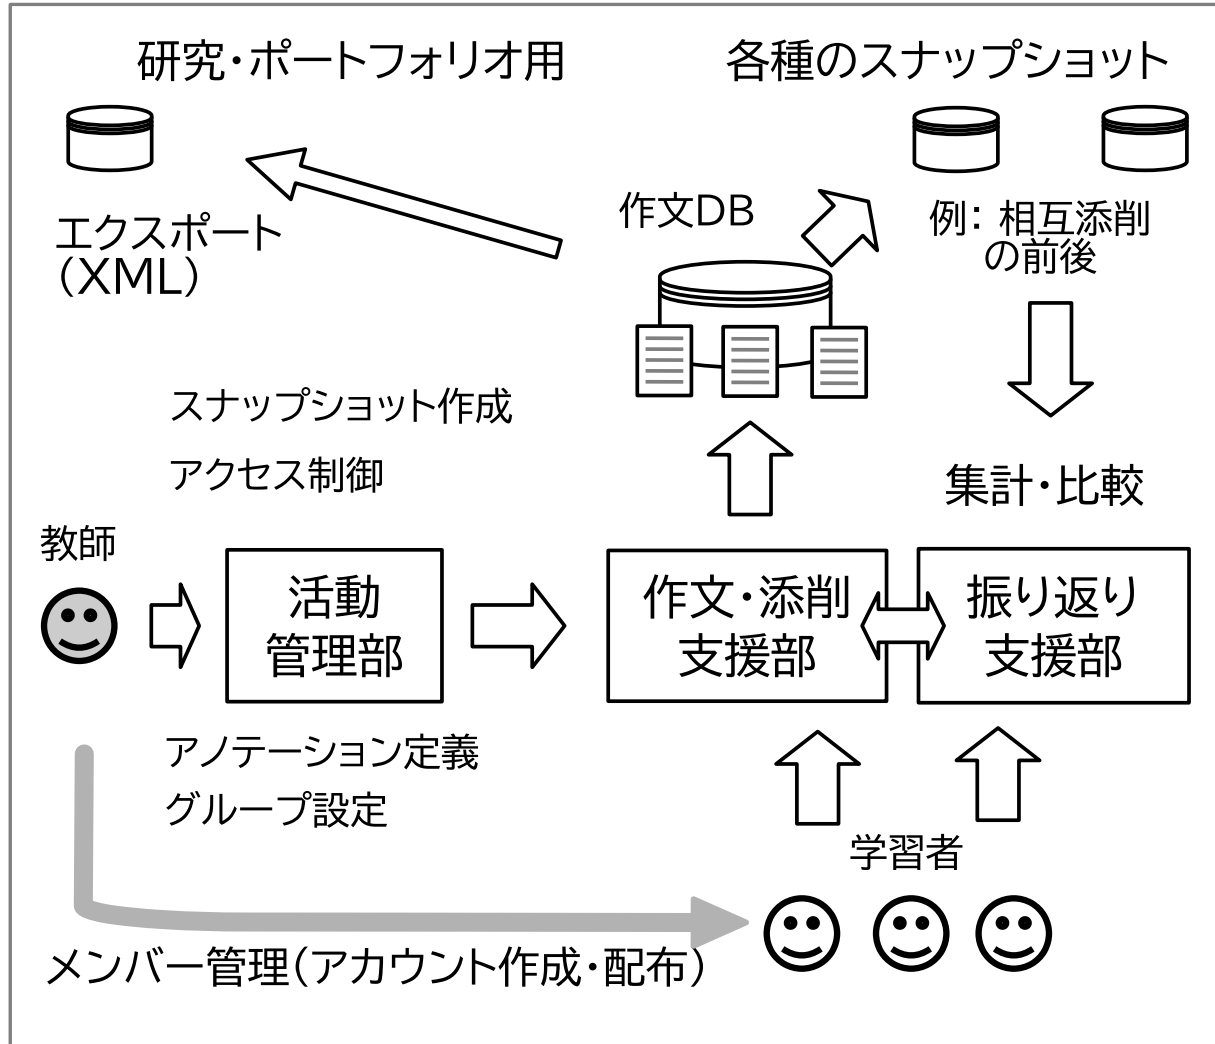 研究・ポートフォリオ用
各種のスナップショット
作文DB
例：相互添削
の前後
エクスポート
（XML）
スナップショット作成
アクセス制御
集計・比較
教師
活動
管理部
作文・添削
支援部
振り返り
支援部
アノテーション定義
グループ設定
学習者
メンバー管理（アカウント作成・配布）